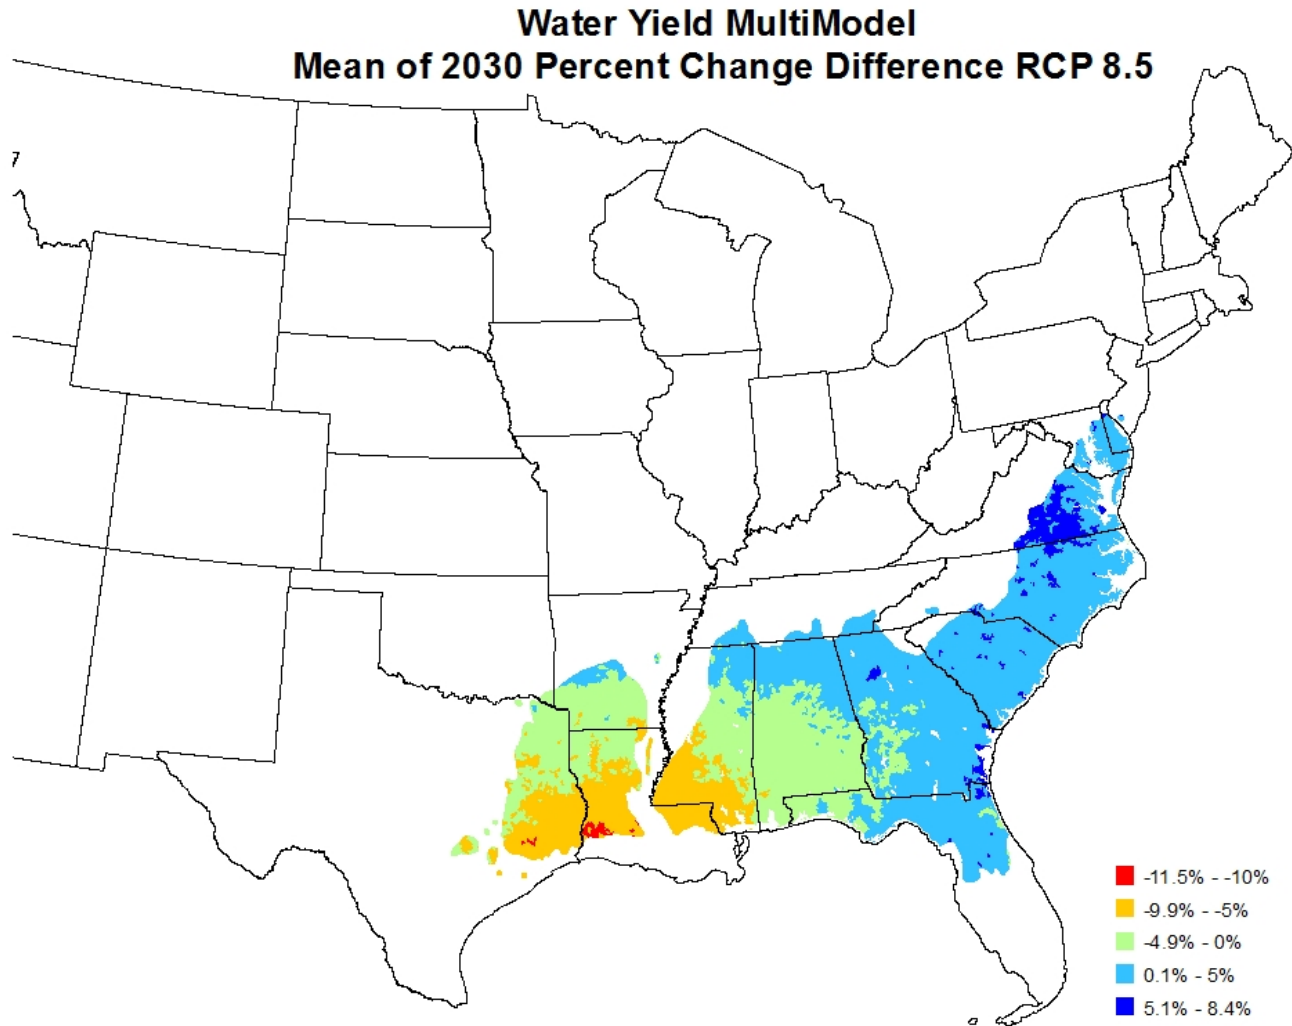 Water Yield MultiModel
Mean of 2030 Percent Change Difference RCP 8.5
-11.5% - -10%
-9.9% - -5%
-4.9% - 0%
0.1% - 5%
5.1% - 8.4%